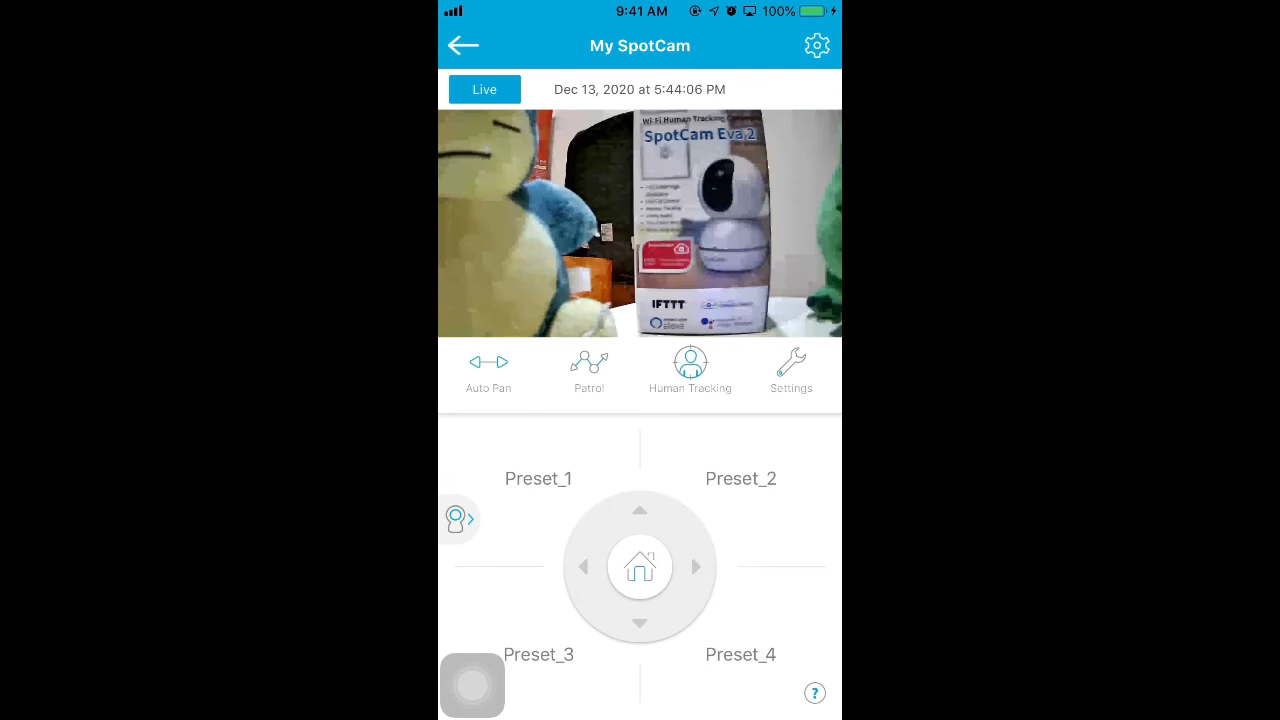 9:41 AM 100%
My SpotCam
Live Dec 13, 2020 at 5:44:06 PM
Wi-Fi Human Tracking
SpotCam Eva 2
IFTTT
alexa
Auto Pan Patrol Human Tracking Settings
Preset_1 Preset_2
Preset_3 Preset_4
?